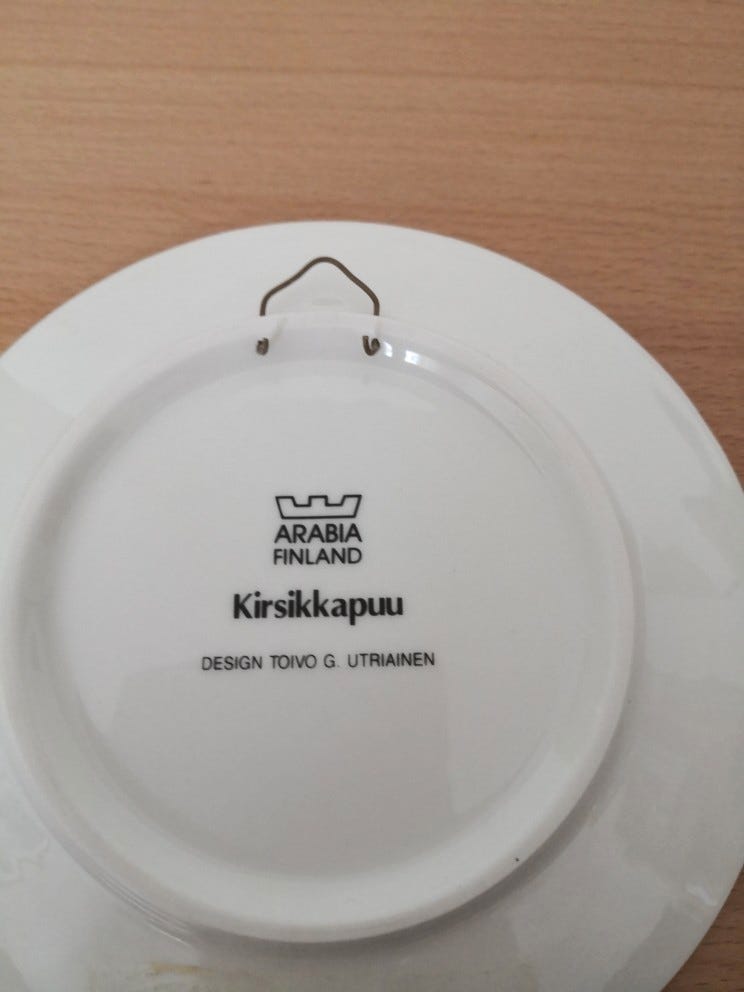 ARABIA
FINLAND
Kirsikkapuu
DESIGN TOIVO G. UTRIAINEN